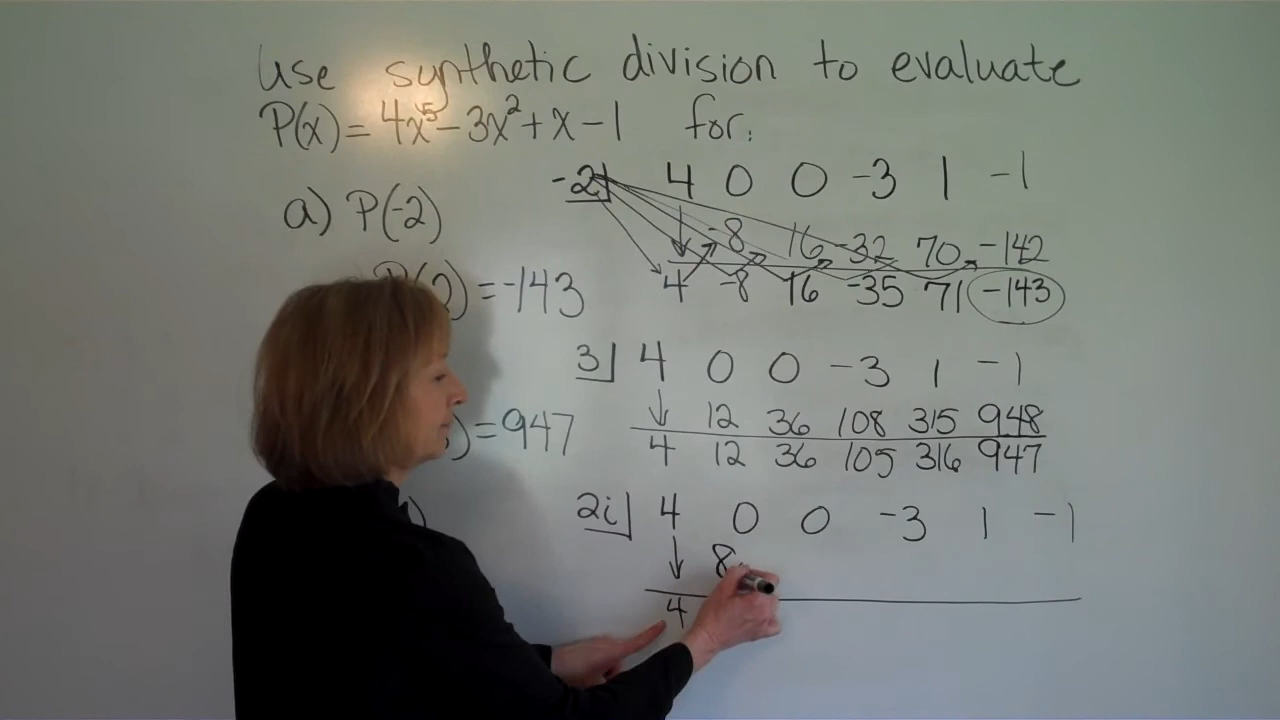 Use synthetic division to evaluate
P(x) = 4x⁵ - 3x² + x - 1 for:
a) P(-2)
-2 4 0 0 -3 1 -1
-8 16 -32 70 -142
4 -8 16 -35 71 -143
= -143
3 4 0 0 -3 1 -1
12 36 108 315 948
4 12 36 105 316 947
) = 947
2i 4 0 0 -3 1 -1
8
4